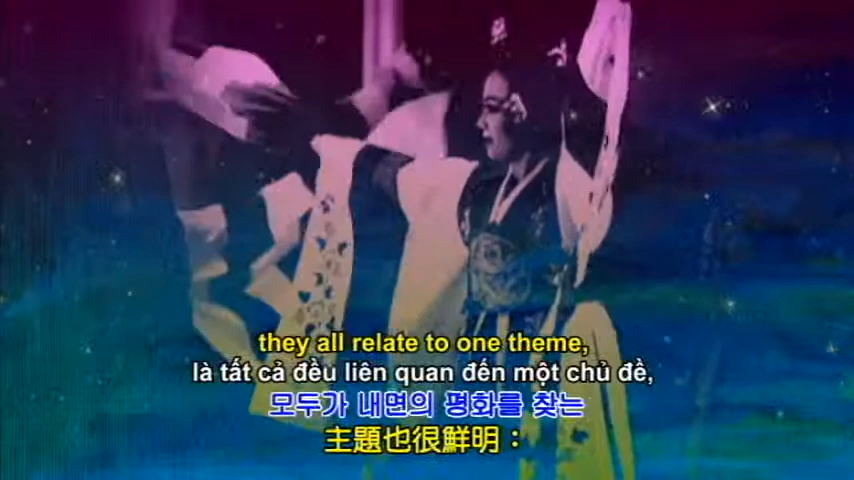 they all relate to one theme,
là tất cả đều liên quan đến một chủ đề,
모두가 내면의 평화를 찾는
主題也很鮮明：